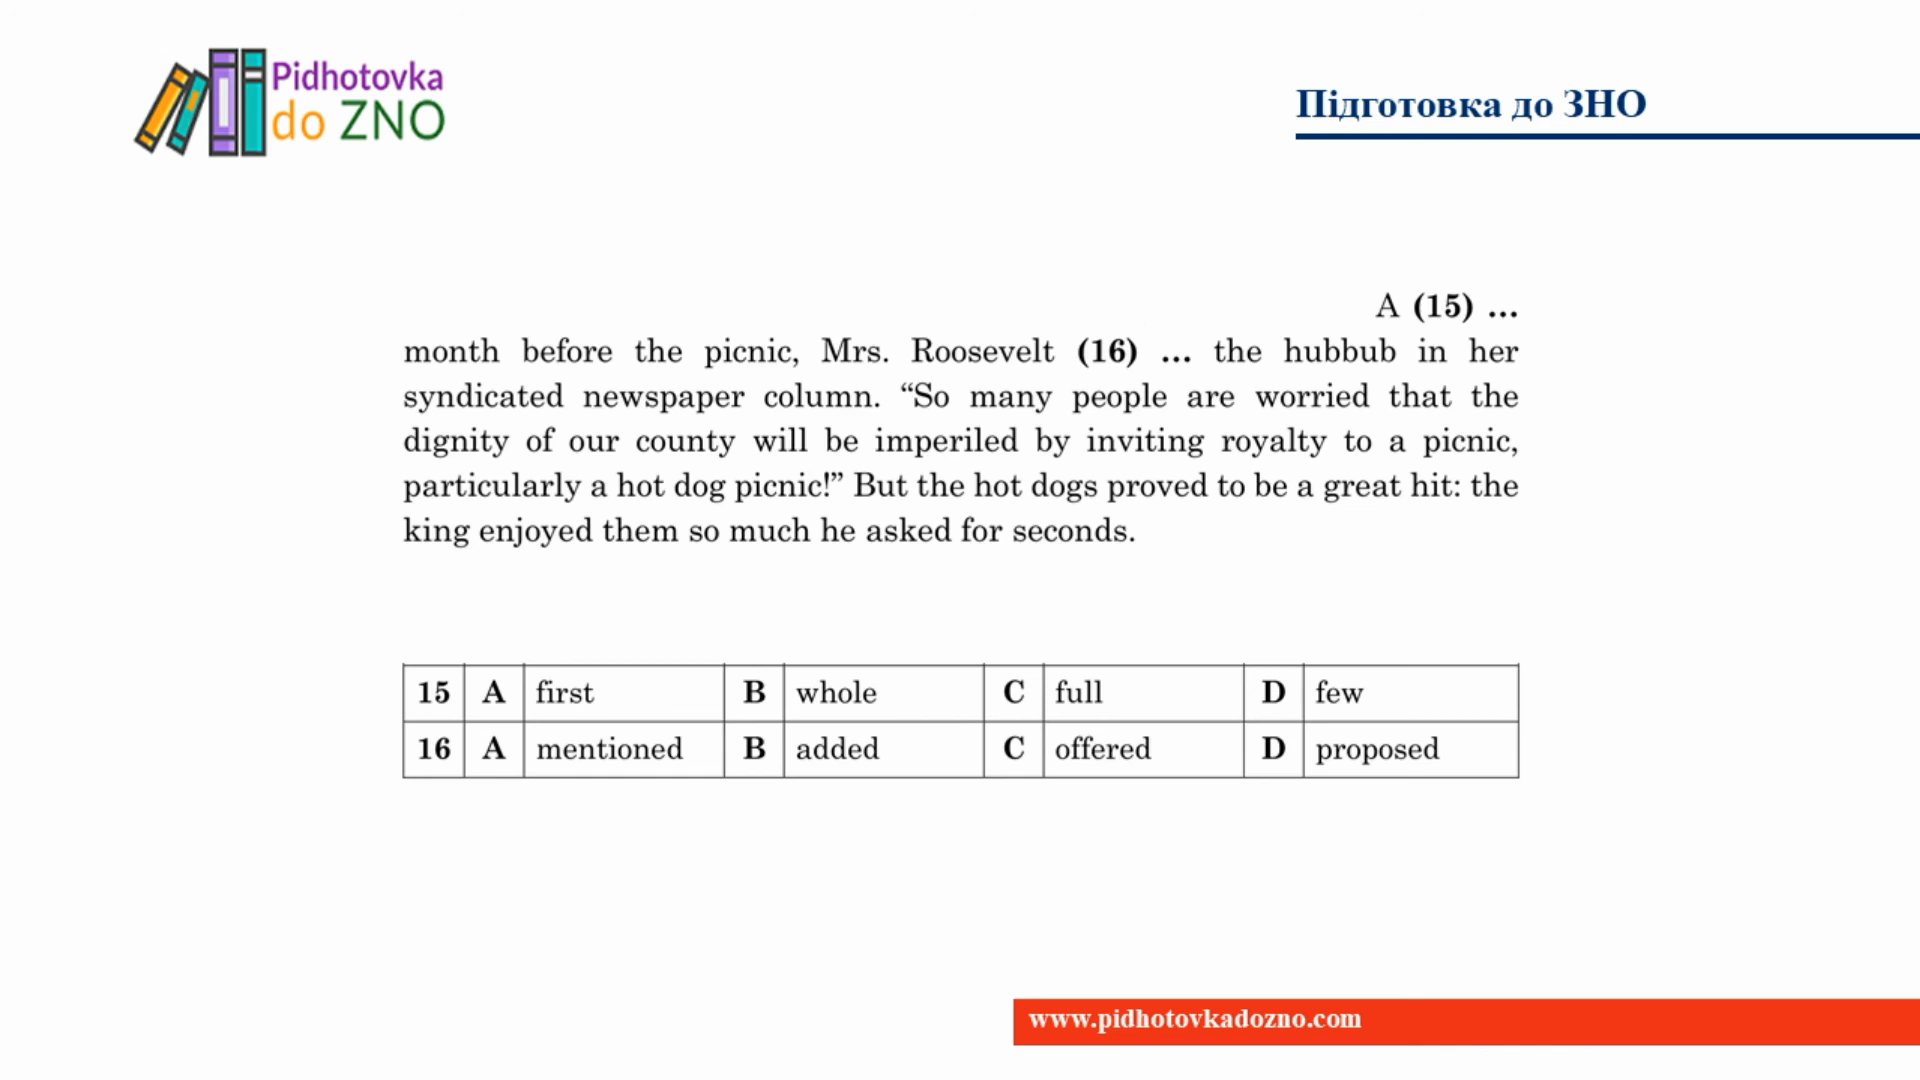 Pidhotovka
do ZNO
Підготовка до ЗНО
A (15) ...
month before the picnic, Mrs. Roosevelt (16) ... the hubbub in her
syndicated newspaper column. “So many people are worried that the
dignity of our county will be imperiled by inviting royalty to a picnic,
particularly a hot dog picnic!” But the hot dogs proved to be a great hit: the
king enjoyed them so much he asked for seconds.
15 A first B whole C full D few
16 A mentioned B added C offered D proposed
www.pidhotovkadozno.com